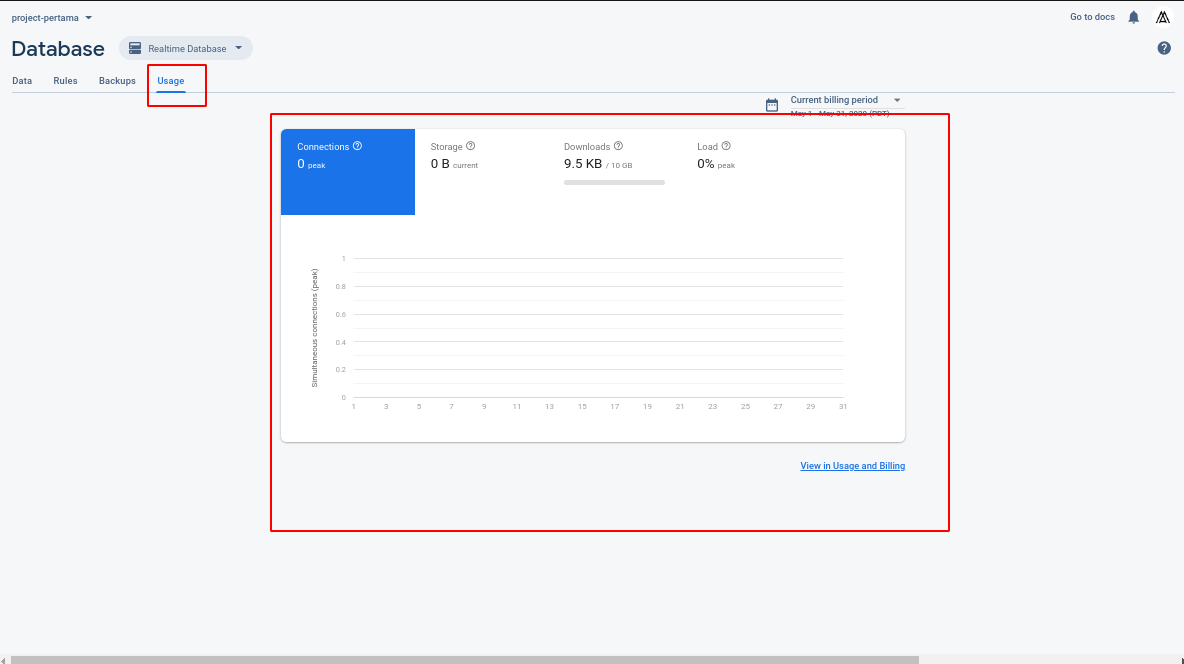 project-pertama
Go to docs
Database
Realtime Database
Data Rules Backups Usage
Current billing period
May 1 - May 31, 2020 (PDT)
Connections
0 peak
Storage
0 B current
Downloads
9.5 KB / 10 GB
Load
0% peak
Simultaneous connections (peak)
1
0.8
0.6
0.4
0.2
0
1 3 5 7 9 11 13 15 17 19 21 23 25 27 29 31
View in Usage and Billing